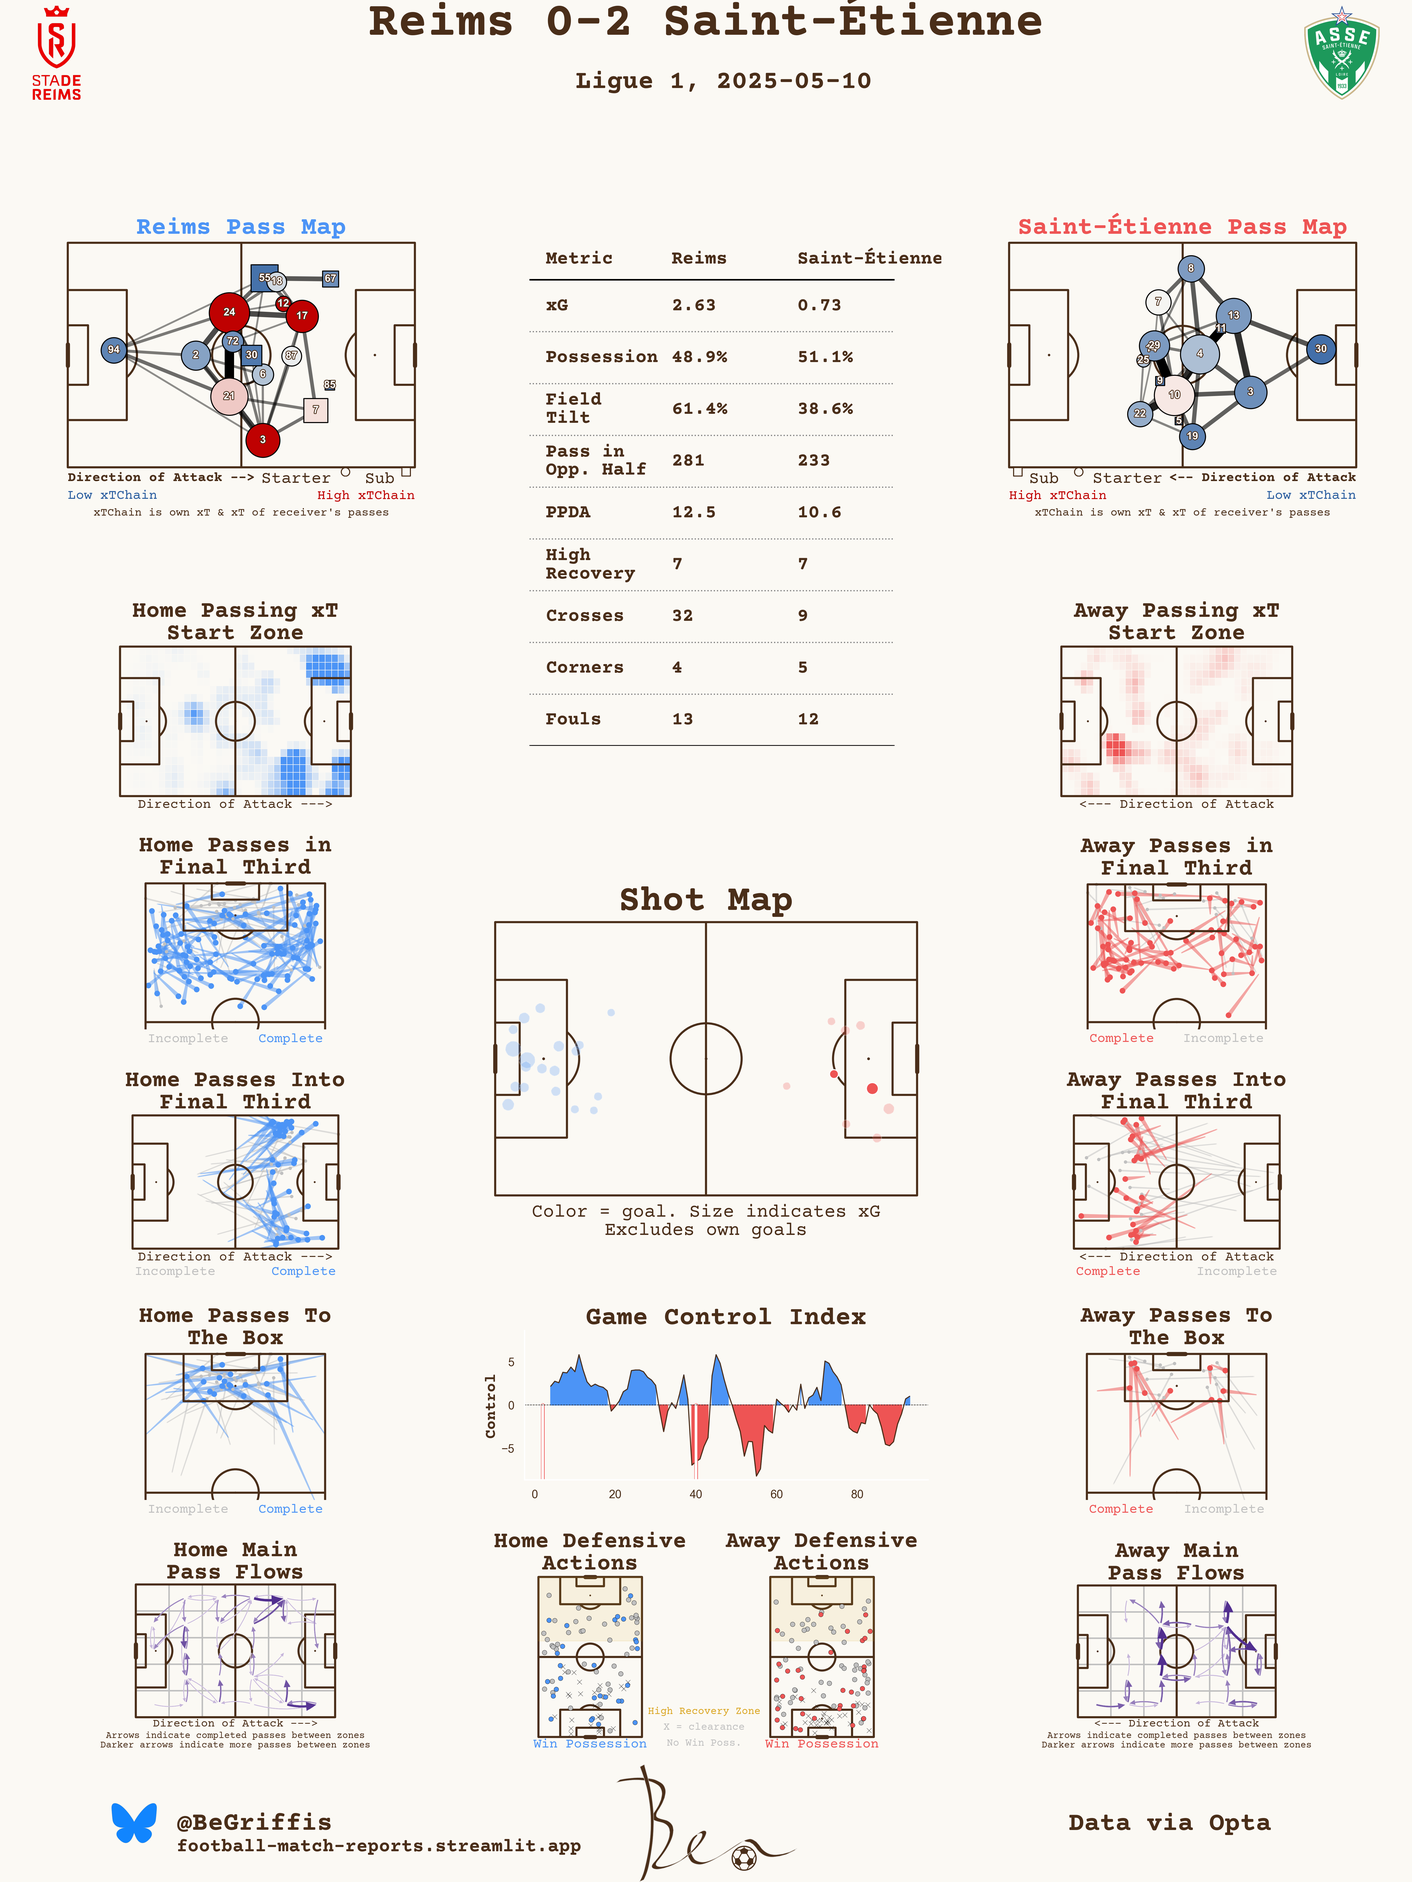 Reims 0-2 Saint-Étienne
Ligue 1, 2025-05-10
STADE
REIMS
ASSE
SAINT-ÉTIENNE
LOIRE
Reims Pass Map
55 18 67
24 12 17
94 2 72 30 87
6 85
21 7
3
Direction of Attack --> Starter Sub
Low xTChain High xTChain
xTChain is own xT & xT of receiver's passes
Metric Reims Saint-Étienne
xG 2.63 0.73
Possession 48.9% 51.1%
Field
Tilt 61.4% 38.6%
Pass in
Opp. Half 281 233
PPDA 12.5 10.6
High
Recovery 7 7
Crosses 32 9
Corners 4 5
Fouls 13 12
Saint-Étienne Pass Map
8
7 13
11
29 4 30
25
9 10 3
22 5
19
Sub Starter <-- Direction of Attack
High xTChain Low xTChain
xTChain is own xT & xT of receiver's passes
Home Passing xT
Start Zone
Direction of Attack --->
Away Passing xT
Start Zone
<--- Direction of Attack
Home Passes in
Final Third
Incomplete Complete
Away Passes in
Final Third
Complete Incomplete
Shot Map
Color = goal. Size indicates xG
Excludes own goals
Home Passes Into
Final Third
Direction of Attack --->
Incomplete Complete
Away Passes Into
Final Third
<--- Direction of Attack
Complete Incomplete
Home Passes To
The Box
Incomplete Complete
Game Control Index
Control
5
0
−5
0 20 40 60 80
Away Passes To
The Box
Complete Incomplete
Home Main
Pass Flows
Direction of Attack --->
Arrows indicate completed passes between zones
Darker arrows indicate more passes between zones
Home Defensive
Actions
Win Possession
High Recovery Zone
X = clearance
No Win Poss.
Away Defensive
Actions
Win Possession
Away Main
Pass Flows
<--- Direction of Attack
Arrows indicate completed passes between zones
Darker arrows indicate more passes between zones
@BeGriffis
football-match-reports.streamlit.app
Ben
Data via Opta